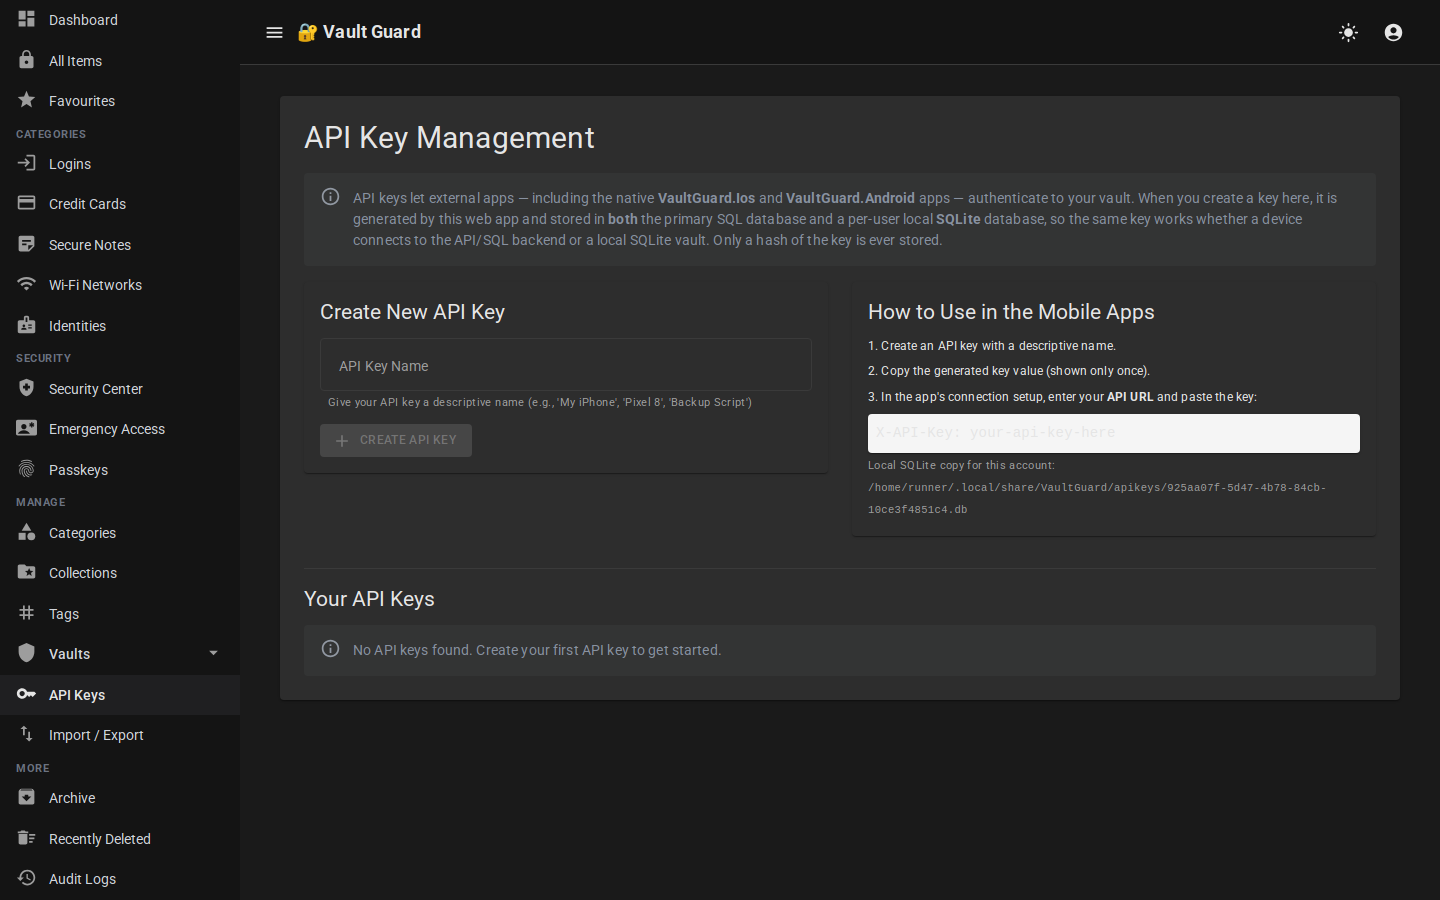 Dashboard
All Items
Favourites
CATEGORIES
Logins
Credit Cards
Secure Notes
Wi-Fi Networks
Identities
SECURITY
Security Center
Emergency Access
Passkeys
MANAGE
Categories
Collections
Tags
Vaults
API Keys
Import / Export
MORE
Archive
Recently Deleted
Audit Logs
Vault Guard
API Key Management
API keys let external apps — including the native VaultGuard.Ios and VaultGuard.Android apps — authenticate to your vault. When you create a key here, it is
generated by this web app and stored in both the primary SQL database and a per-user local SQLite database, so the same key works whether a device
connects to the API/SQL backend or a local SQLite vault. Only a hash of the key is ever stored.
Create New API Key
API Key Name
Give your API key a descriptive name (e.g., 'My iPhone', 'Pixel 8', 'Backup Script')
CREATE API KEY
How to Use in the Mobile Apps
1. Create an API key with a descriptive name.
2. Copy the generated key value (shown only once).
3. In the app's connection setup, enter your API URL and paste the key:
X-API-Key: your-api-key-here
Local SQLite copy for this account:
/home/runner/.local/share/VaultGuard/apikeys/925aa07f-5d47-4b78-84cb-
10ce3f4851c4.db
Your API Keys
No API keys found. Create your first API key to get started.